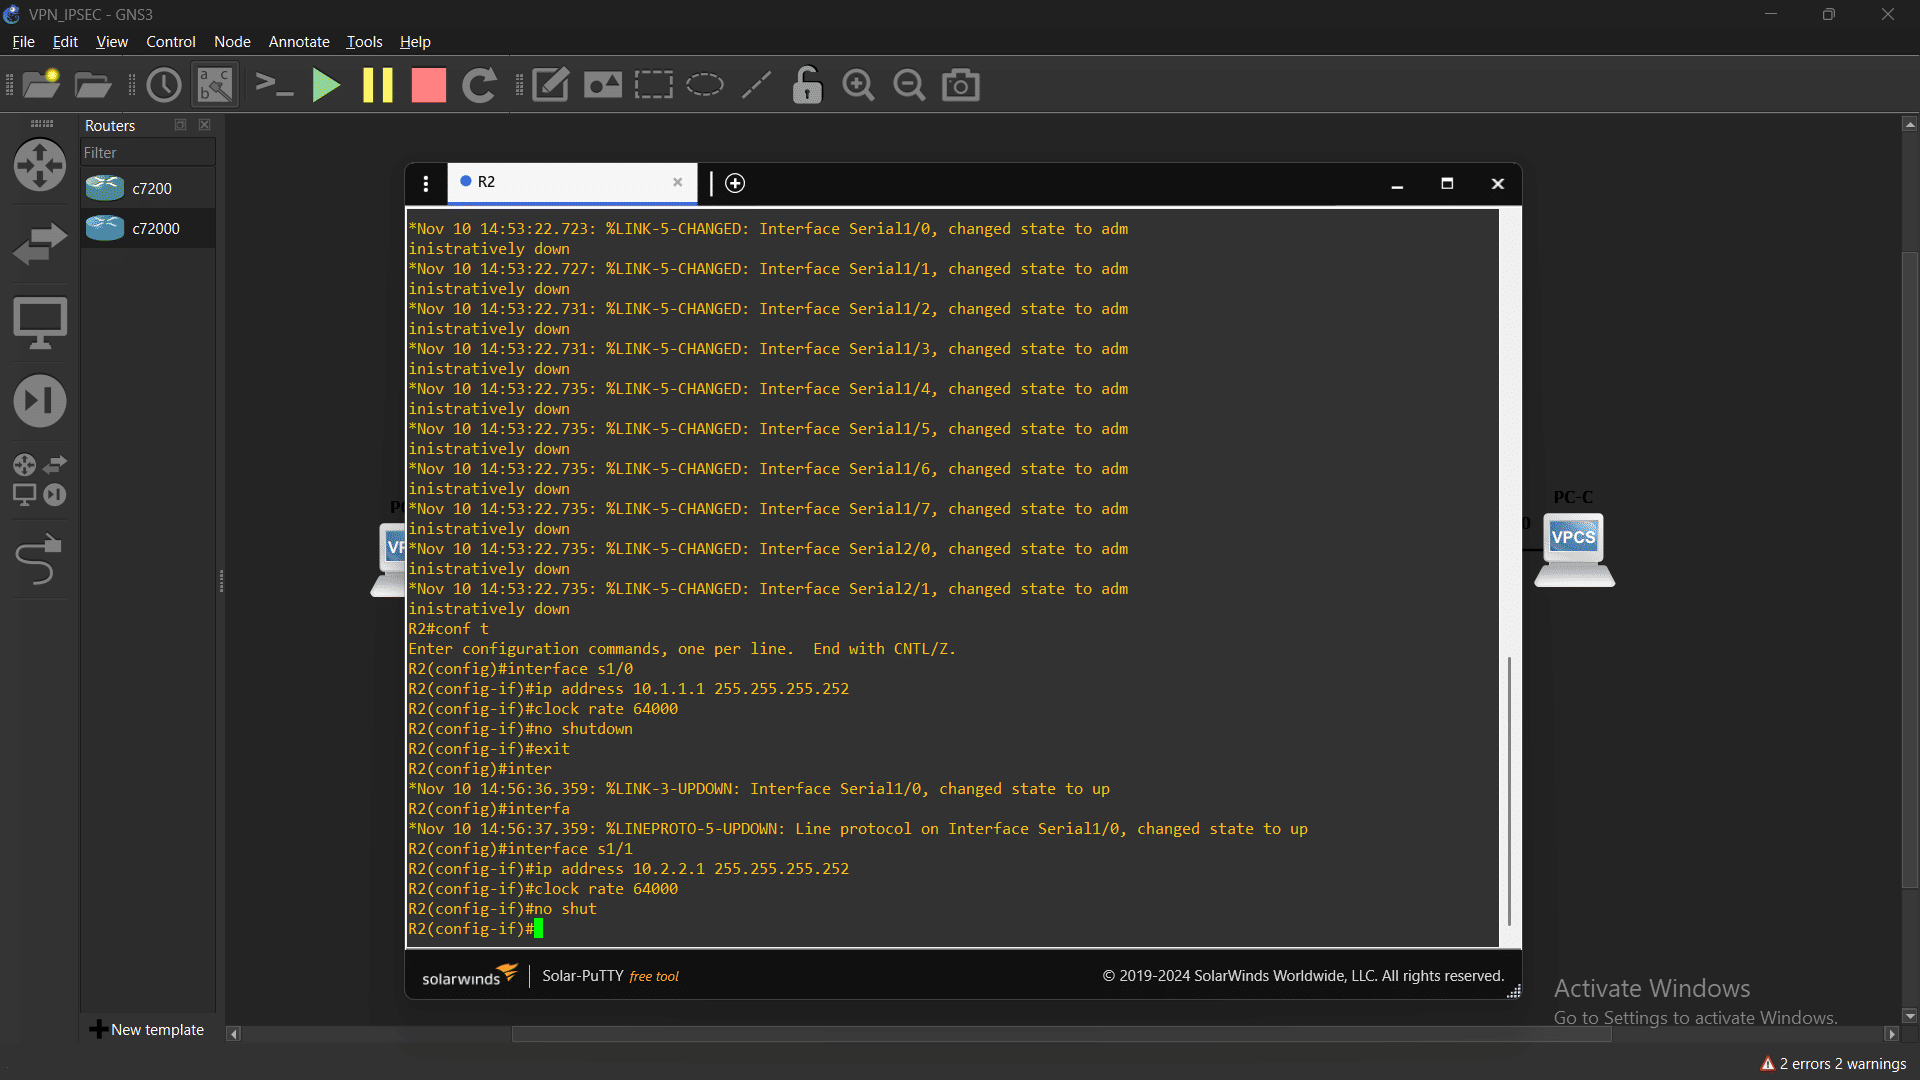 VPN_IPSEC - GNS3
File Edit View Control Node Annotate Tools Help
Routers
Filter
c7200
c72000
R2
*Nov 10 14:53:22.723: %LINK-5-CHANGED: Interface Serial1/0, changed state to adm
inistratively down
*Nov 10 14:53:22.727: %LINK-5-CHANGED: Interface Serial1/1, changed state to adm
inistratively down
*Nov 10 14:53:22.731: %LINK-5-CHANGED: Interface Serial1/2, changed state to adm
inistratively down
*Nov 10 14:53:22.731: %LINK-5-CHANGED: Interface Serial1/3, changed state to adm
inistratively down
*Nov 10 14:53:22.735: %LINK-5-CHANGED: Interface Serial1/4, changed state to adm
inistratively down
*Nov 10 14:53:22.735: %LINK-5-CHANGED: Interface Serial1/5, changed state to adm
inistratively down
*Nov 10 14:53:22.735: %LINK-5-CHANGED: Interface Serial1/6, changed state to adm
inistratively down
*Nov 10 14:53:22.735: %LINK-5-CHANGED: Interface Serial1/7, changed state to adm
inistratively down
*Nov 10 14:53:22.735: %LINK-5-CHANGED: Interface Serial2/0, changed state to adm
inistratively down
*Nov 10 14:53:22.735: %LINK-5-CHANGED: Interface Serial2/1, changed state to adm
inistratively down
R2#conf t
Enter configuration commands, one per line.  End with CNTL/Z.
R2(config)#interface s1/0
R2(config-if)#ip address 10.1.1.1 255.255.255.252
R2(config-if)#clock rate 64000
R2(config-if)#no shutdown
R2(config-if)#exit
R2(config)#inter
*Nov 10 14:56:36.359: %LINK-3-UPDOWN: Interface Serial1/0, changed state to up
R2(config)#interfa
*Nov 10 14:56:37.359: %LINEPROTO-5-UPDOWN: Line protocol on Interface Serial1/0, changed state to up
R2(config)#interface s1/1
R2(config-if)#ip address 10.2.2.1 255.255.255.252
R2(config-if)#clock rate 64000
R2(config-if)#no shut
R2(config-if)#
PC-C
VPCS
solarwinds
Solar-PuTTY free tool
© 2019-2024 SolarWinds Worldwide, LLC. All rights reserved.
Activate Windows
Go to Settings to activate Windows.
New template
2 errors 2 warnings